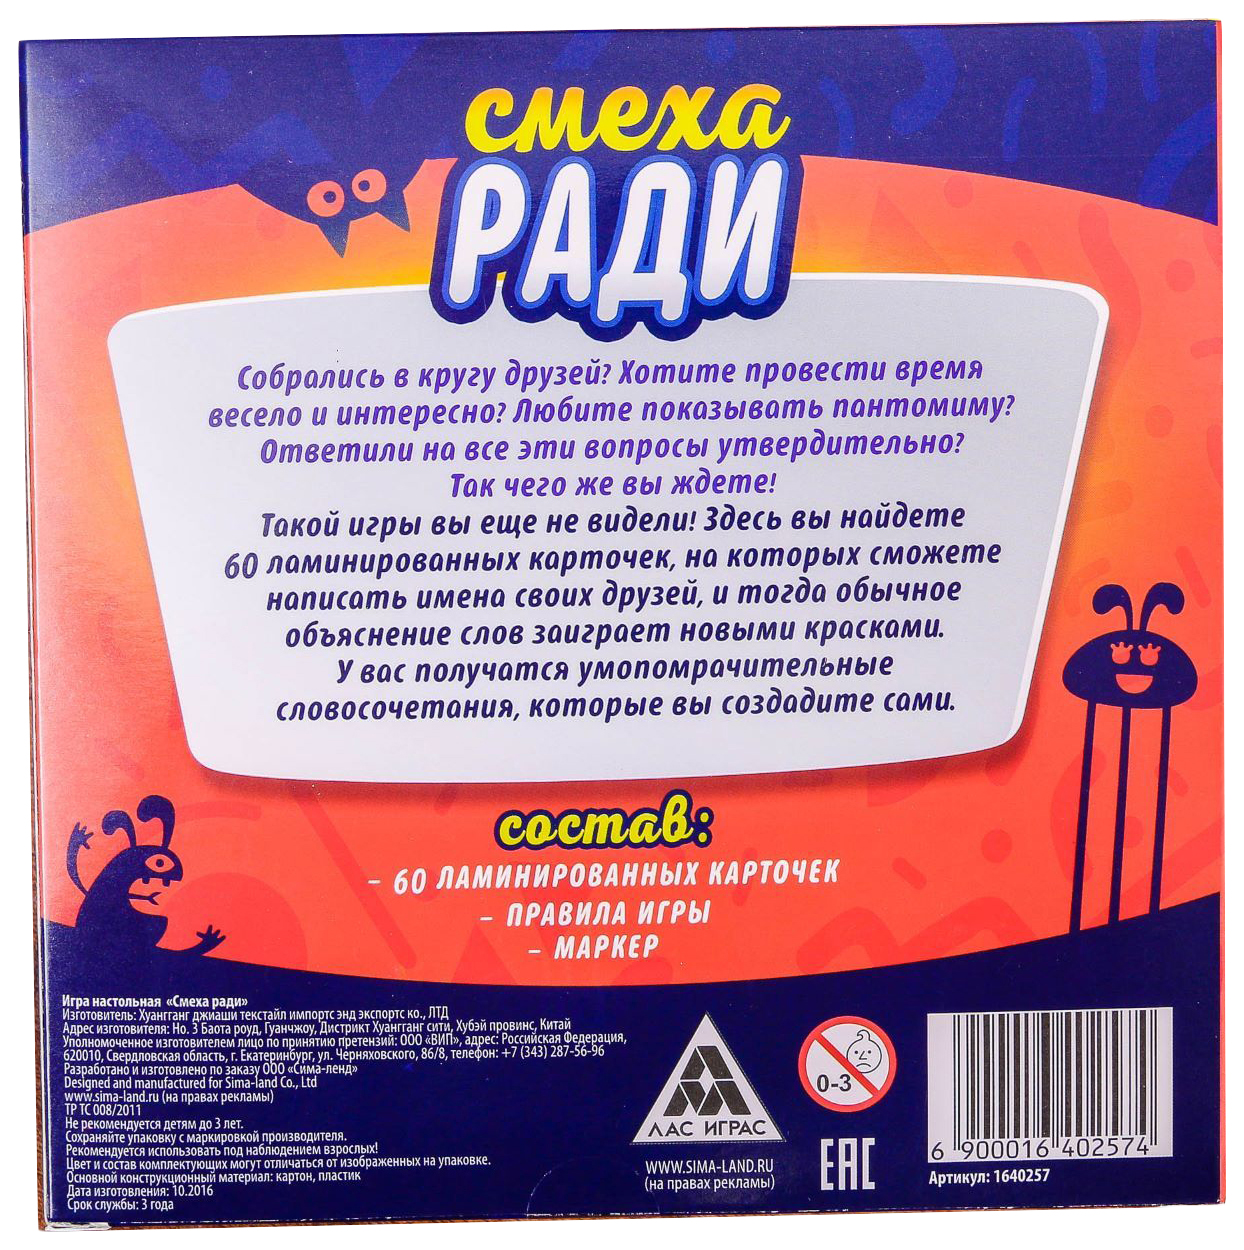 смеха
РАДИ
Собрались в кругу друзей? Хотите провести время
весело и интересно? Любите показывать пантомиму?
Ответили на все эти вопросы утвердительно?
Так чего же вы ждете!
Такой игры вы еще не видели! Здесь вы найдете
60 ламинированных карточек, на которых сможете
написать имена своих друзей, и тогда обычное
объяснение слов заиграет новыми красками.
У вас получатся умопомрачительные
словосочетания, которые вы создадите сами.
состав:
- 60 ЛАМИНИРОВАННЫХ КАРТОЧЕК
- ПРАВИЛА ИГРЫ
- МАРКЕР
Игра настольная «Смеха ради»
Изготовитель: Хуангганг джиаши текстайл импортс энд экспортс ко., ЛТД
Адрес изготовителя: Но. 3 Баота роуд, Гуанчжоу, Дистрикт Хуангганг сити, Хубэй провинс, Китай
Уполномоченное изготовителем лицо по принятию претензий: ООО «ВИП», адрес: Российская Федерация,
620010, Свердловская область, г. Екатеринбург, ул. Черняховского, 86/8, телефон: +7 (343) 287-56-96
Разработано и изготовлено по заказу ООО «Сима-ленд»
Designed and manufactured for Sima-land Co., Ltd
www.sima-land.ru (на правах рекламы)
ТР ТС 008/2011
Не рекомендуется детям до 3 лет.
Сохраняйте упаковку с маркировкой производителя.
Рекомендуется использовать под наблюдением взрослых!
Цвет и состав комплектующих могут отличаться от изображенных на упаковке.
Основной конструкционный материал: картон, пластик
Дата изготовления: 10.2016
Срок службы: 3 года
ЛАС ИГРАС
WWW.SIMA-LAND.RU
(на правах рекламы)
0-3
EAC
6 900016 402574
Артикул: 1640257